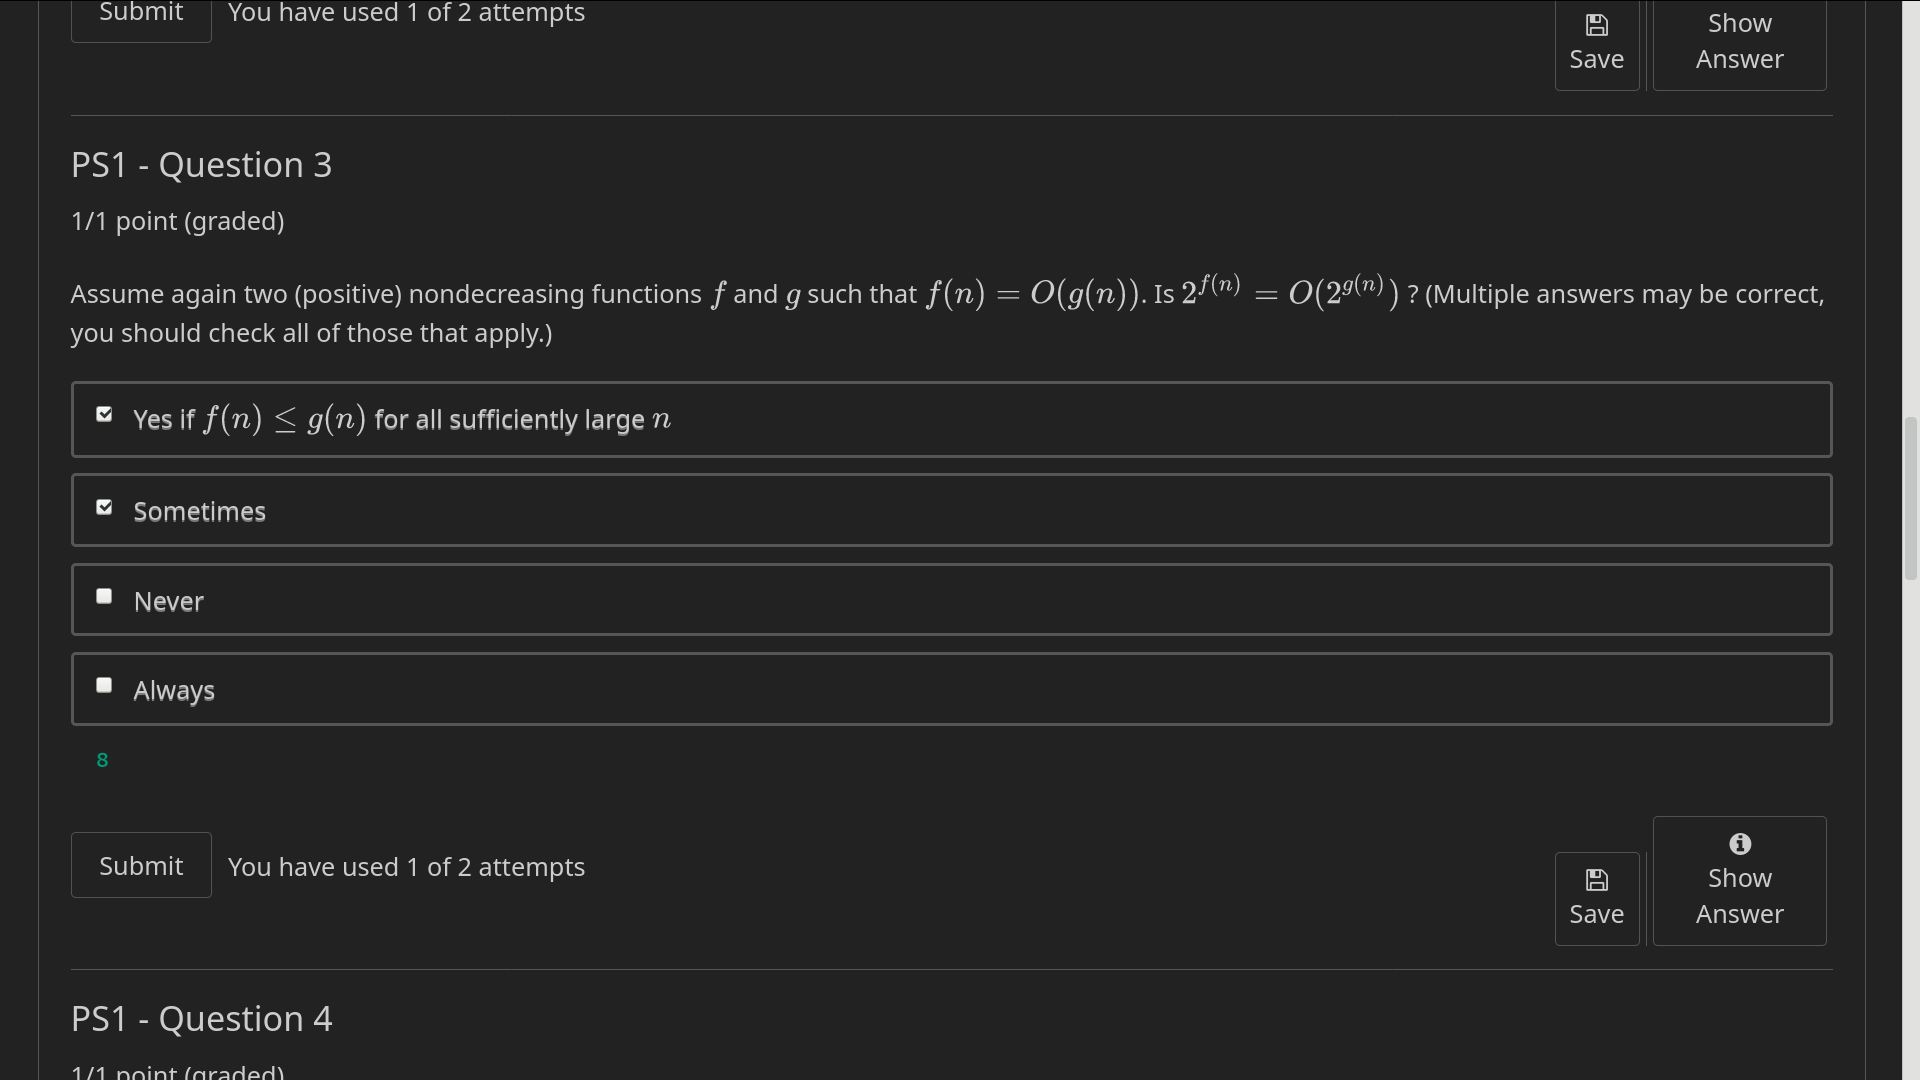 Submit You have used 1 of 2 attempts
Save
Show
Answer
PS1 - Question 3
1/1 point (graded)
Assume again two (positive) nondecreasing functions f and g such that f(n) = O(g(n)). Is 2^{f(n)} = O(2^{g(n)}) ? (Multiple answers may be correct,
you should check all of those that apply.)
Yes if f(n) ≤ g(n) for all sufficiently large n
Sometimes
Never
Always
8
Submit You have used 1 of 2 attempts
Save
Show
Answer
PS1 - Question 4
1/1 point (graded)